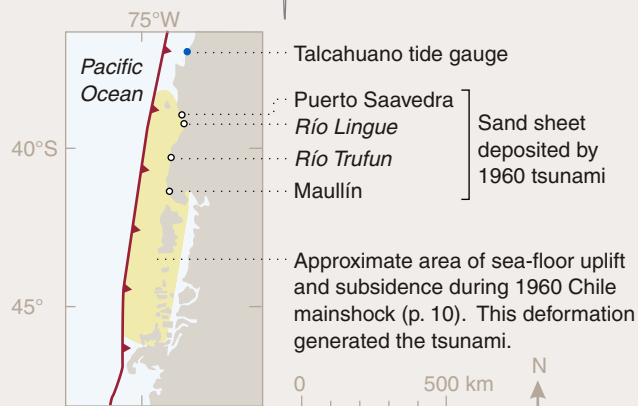 75°W
Pacific
Ocean
Talcahuano tide gauge
Puerto Saavedra
Río Lingue
Río Trufun
Maullín
Sand sheet
deposited by
1960 tsunami
40°S
45°
Approximate area of sea-floor uplift
and subsidence during 1960 Chile
mainshock (p. 10).  This deformation
generated the tsunami.
N
0
500 km